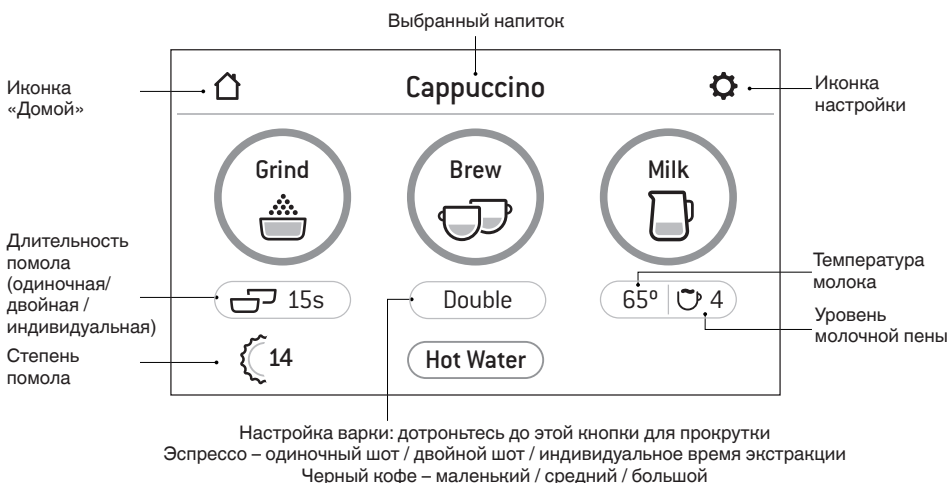 Выбранный напиток
Иконка
«Домой»
Cappuccino
Иконка
настройки
Grind
Brew
Milk
Длительность
помола
(одиночная/
двойная /
индивидуальная)
15s
Double
65º
4
Температура
молока
Уровень
молочной пены
Степень
помола
14
Hot Water
Настройка варки: дотроньтесь до этой кнопки для прокрутки
Эспрессо – одиночный шот / двойной шот / индивидуальное время экстракции
Черный кофе – маленький / средний / большой